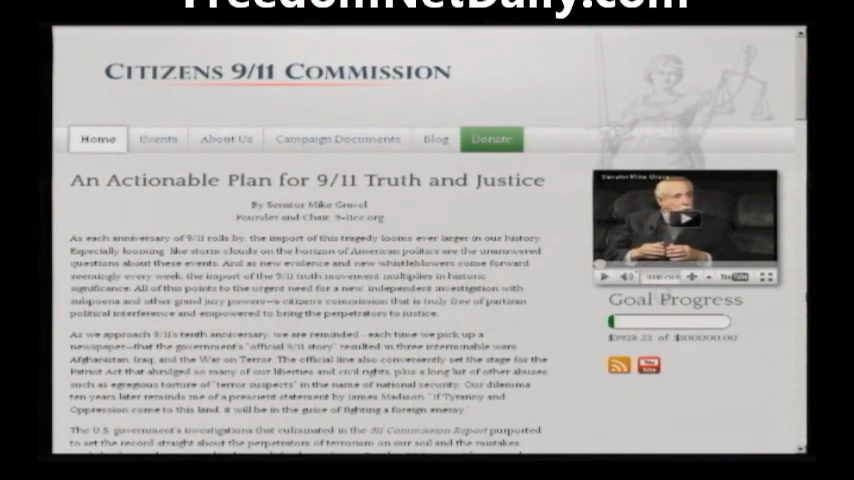 FreedomNetDaily.com
CITIZENS 9/11 COMMISSION
Home Events About Us Campaign Documents Blog Donate
An Actionable Plan for 9/11 Truth and Justice
By Senator Mike Gravel
Founder and Chair, 9-11cc.org
As each anniversary of 9/11 rolls by, the import of this tragedy looms ever larger in our history.
Especially looming, like storm clouds on the horizon of American politics are the unanswered
questions about these events. And as new evidence and new whistleblowers come forward
seemingly every week, the import of the 9/11 truth movement multiplies in historic
significance. All of this points to the urgent need for a new, independent investigation with
subpoena and other grand jury powers—a citizen's commission that is truly free of partisan
political interference and empowered to bring the perpetrators to justice.
As we approach 9/11's tenth anniversary, we are reminded—each time we pick up a
newspaper—that the government's "official 9/11 story" resulted in three interminable wars:
Afghanistan, Iraq, and the War on Terror. The official line also conveniently set the stage for the
Patriot Act that abridged so many of our liberties and civil rights, plus a long list of other abuses
such as egregious torture of "terror suspects" in the name of national security. Our dilemma
ten years later reminds me of a prescient statement by James Madison: "If Tyranny and
Oppression come to this land, it will be in the guise of fighting a foreign enemy."
The U.S. government's investigations that culminated in the 911 Commission Report purported
to set the record straight about the perpetrators of terrorism on our soil and the mistakes
Senator Mike Gravel
YouTube
Goal Progress
of $100000.00
You Tube